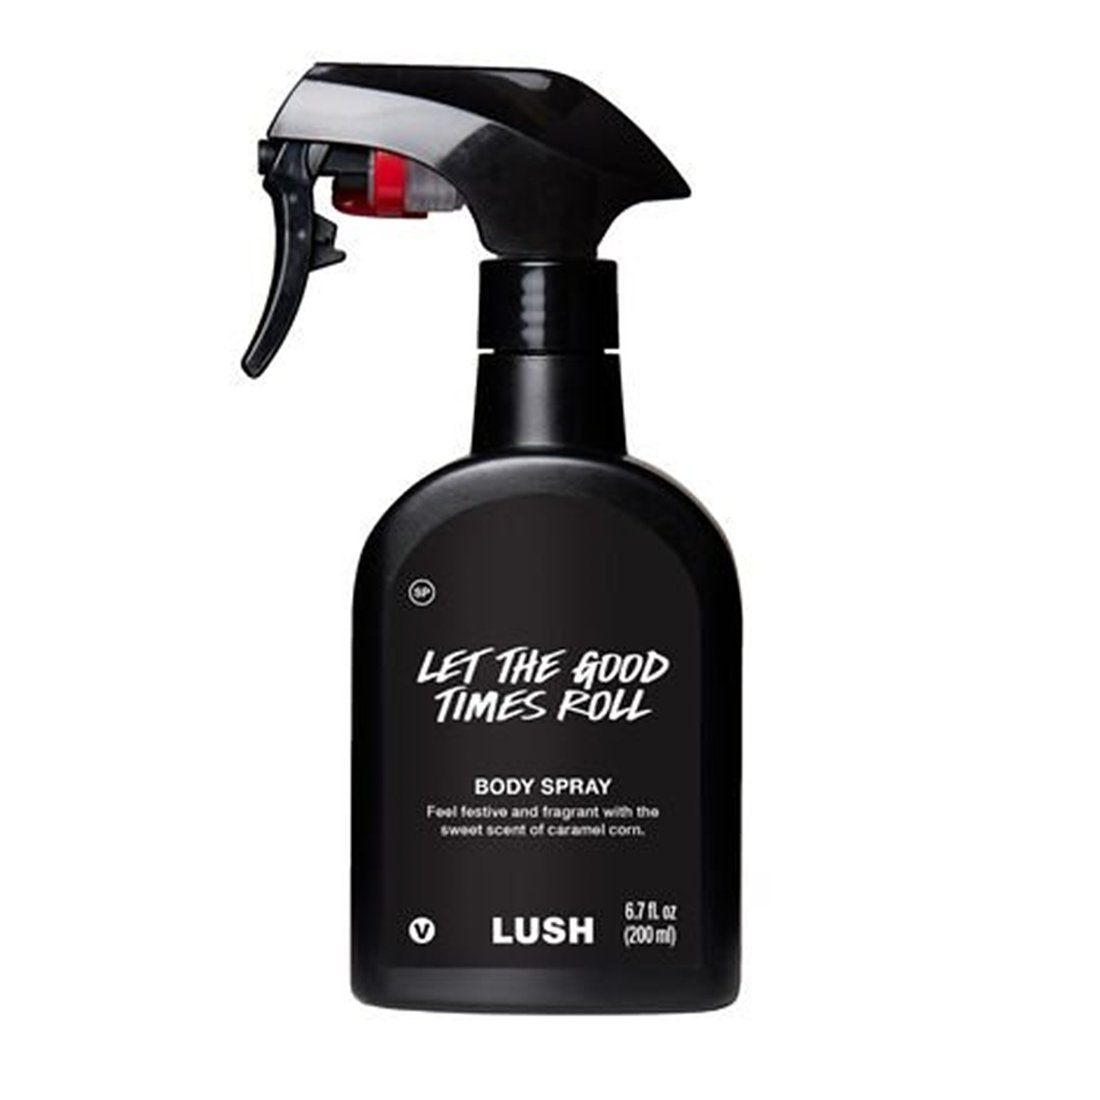 SP
LET THE GOOD
TIMES ROLL
BODY SPRAY
Feel festive and fragrant with the
sweet scent of caramel corn.
V
LUSH
6.7 fl. oz
(200 ml)